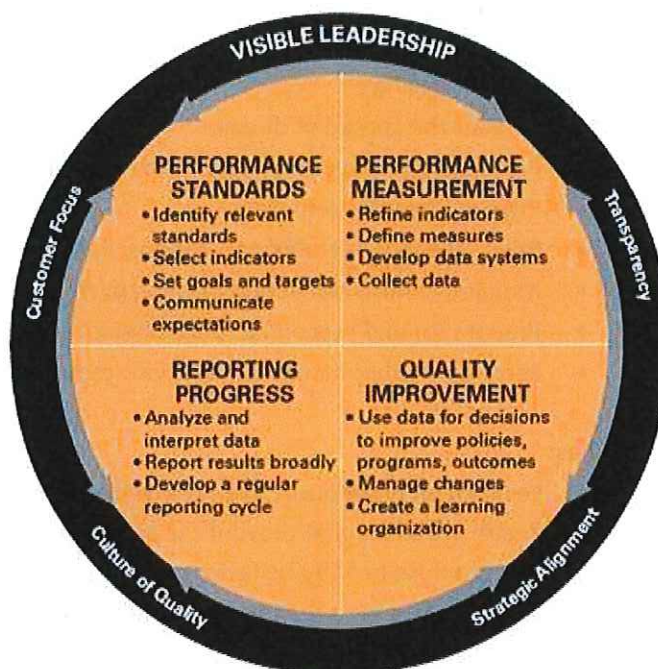 VISIBLE LEADERSHIP
Customer Focus
Transparency
PERFORMANCE
STANDARDS
• Identify relevant
standards
• Select indicators
• Set goals and targets
• Communicate
expectations
PERFORMANCE
MEASUREMENT
• Refine indicators
• Define measures
• Develop data systems
• Collect data
REPORTING
PROGRESS
• Analyze and
interpret data
• Report results broadly
• Develop a regular
reporting cycle
QUALITY
IMPROVEMENT
• Use data for decisions
to improve policies,
programs, outcomes
• Manage changes
• Create a learning
organization
Culture of Quality
Strategic Alignment